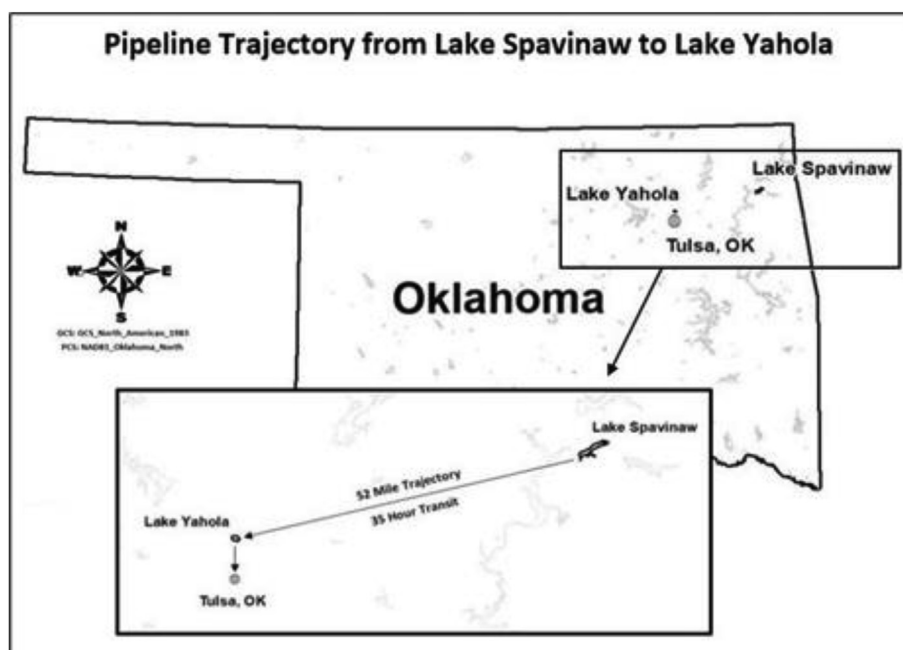 Pipeline Trajectory from Lake Spavinaw to Lake Yahola
Lake Spavinaw
Lake Yahola
Tulsa, OK
N
W E
S
Oklahoma
GCS: GCS_North_American_1983
PCS: NAD83_Oklahoma_North
Lake Spavinaw
52 Mile Trajectory
35 Hour Transit
Lake Yahola
Tulsa, OK